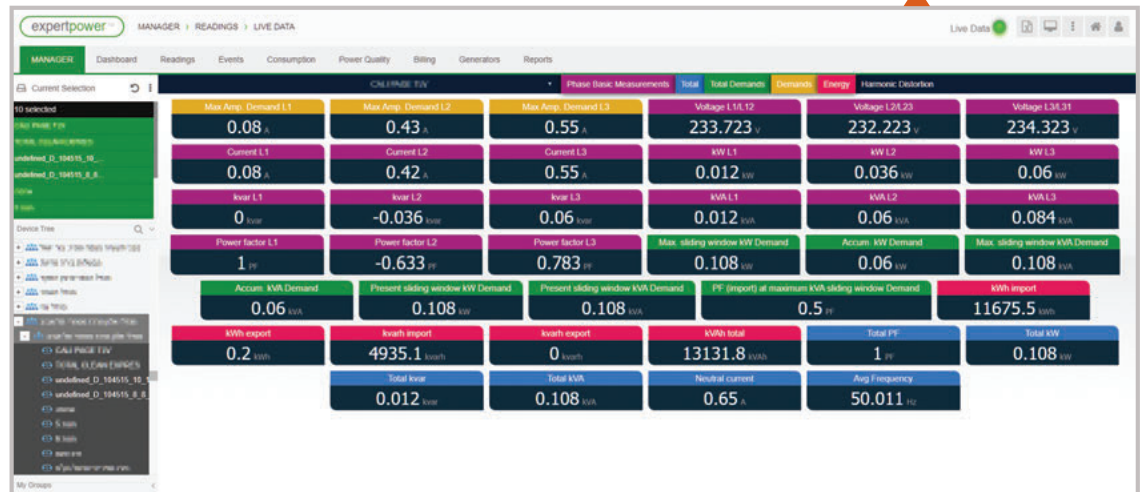 expertpower™ MANAGER › READINGS › LIVE DATA Live Data
MANAGER Dashboard Readings Events Consumption Power Quality Billing Generators Reports
Current Selection
Phase Basic Measurements Total Total Demands Demands Energy Harmonic Distortion
10 selected
undefined_D_104515_10_...
undefined_D_104515_8_8...
Device Tree
CALI PAGE TJV
TOTAL CLEAN EXPRES
undefined_D_104515_10_1
undefined_D_104515_8_8_
My Groups
Max Amp. Demand L1 Max Amp. Demand L2 Max Amp. Demand L3 Voltage L1/L12 Voltage L2/L23 Voltage L3/L31
0.08 A 0.43 A 0.55 A 233.723 V 232.223 V 234.323 V
Current L1 Current L2 Current L3 kW L1 kW L2 kW L3
0.08 A 0.42 A 0.55 A 0.012 kW 0.036 kW 0.06 kW
kvar L1 kvar L2 kvar L3 kVA L1 kVA L2 kVA L3
0 kvar -0.036 kvar 0.06 kvar 0.012 kVA 0.06 kVA 0.084 kVA
Power factor L1 Power factor L2 Power factor L3 Max. sliding window kW Demand Accum. kW Demand Max. sliding window kVA Demand
1 PF -0.633 PF 0.783 PF 0.108 kW 0.06 kW 0.108 kVA
Accum. kVA Demand Present sliding window kW Demand Present sliding window kVA Demand PF (import) at maximum kVA sliding window Demand kWh import
0.06 kVA 0.108 kW 0.108 kVA 0.5 PF 11675.5 kWh
kWh export kvarh import kvarh export kVAh total Total PF Total kW
0.2 kWh 4935.1 kvarh 0 kvarh 13131.8 kVAh 1 PF 0.108 kW
Total kvar Total kVA Neutral current Avg Frequency
0.012 kvar 0.108 kVA 0.65 A 50.011 Hz